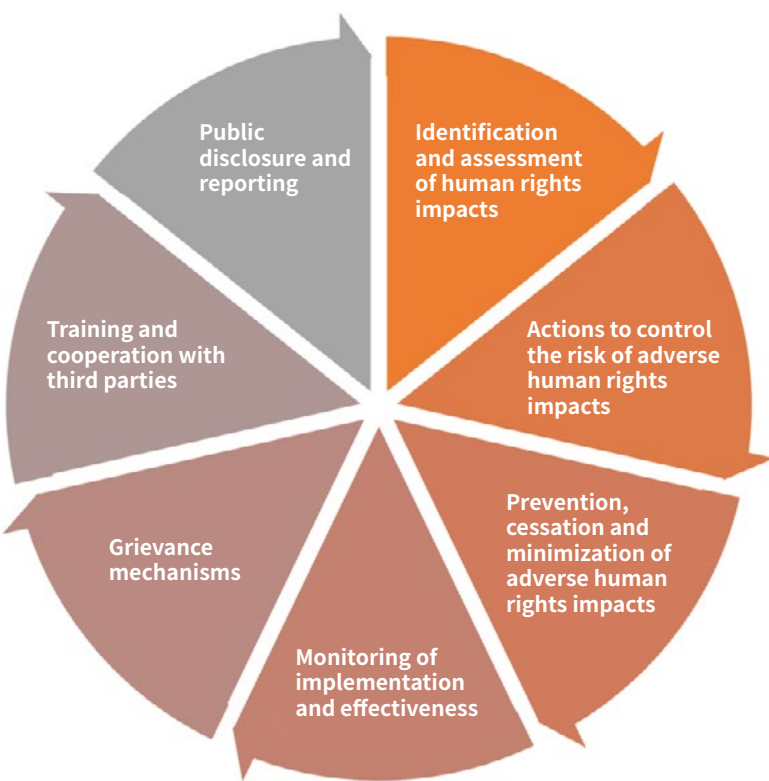 Identification
and assessment
of human rights
impacts
Actions to control
the risk of adverse
human rights
impacts
Prevention,
cessation and
minimization of
adverse human
rights impacts
Monitoring of
implementation
and effectiveness
Grievance
mechanisms
Training and
cooperation with
third parties
Public
disclosure and
reporting